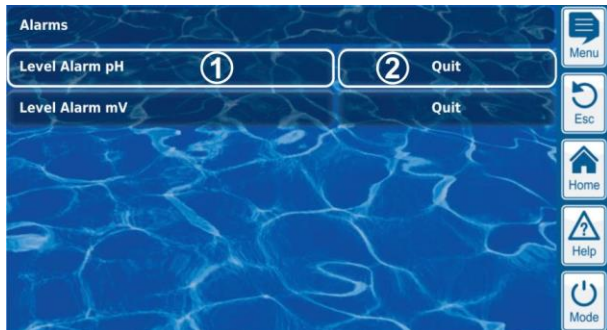 Alarms
Level Alarm pH 1 2 Quit
Level Alarm mV Quit
Menu
Esc
Home
? Help
Mode